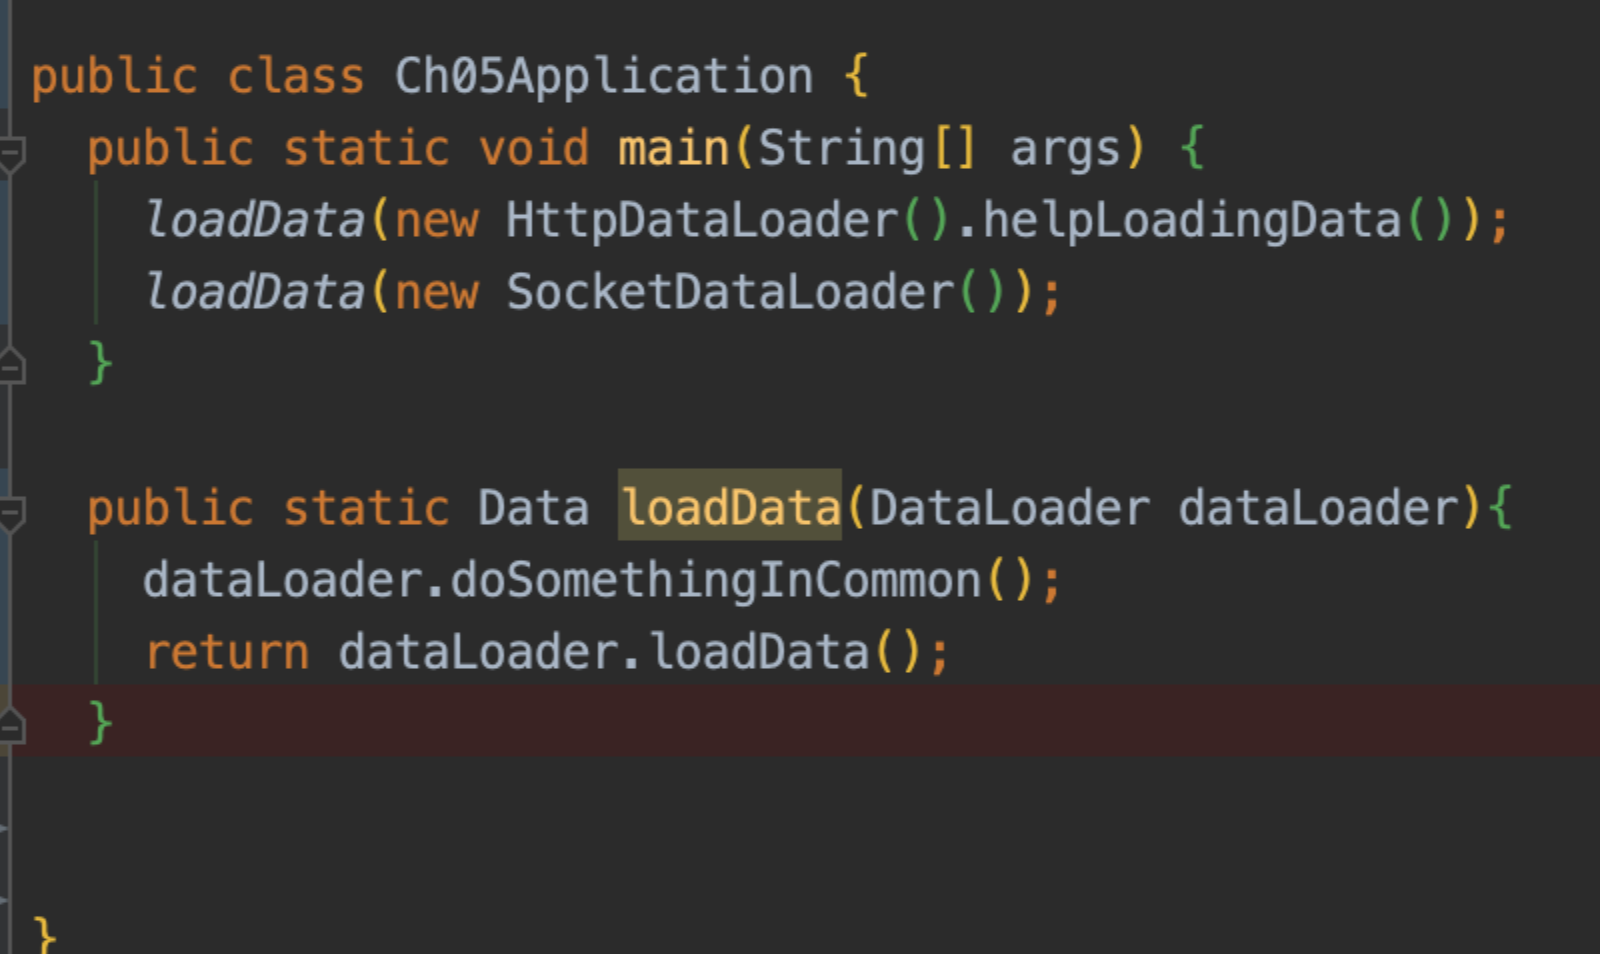 public class Ch05Application {
public static void main(String[] args) {
loadData(new HttpDataLoader().helpLoadingData());
loadData(new SocketDataLoader());
}
public static Data loadData(DataLoader dataLoader){
dataLoader.doSomethingInCommon();
return dataLoader.loadData();
}
}